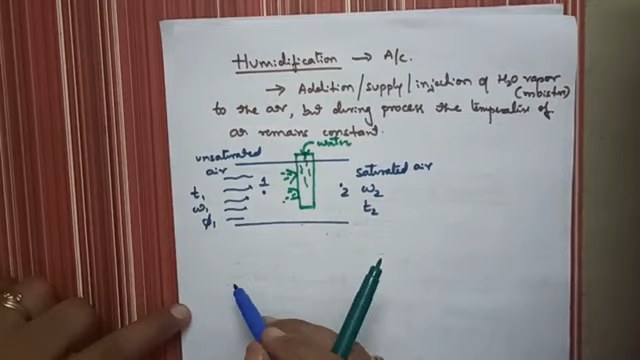 Humidification → A/c.
→ Addition/supply/injection of H2O vapor
(moistur)
to the air, but during process the temperature of
air remains constant.
water
unsaturated
air
saturated air
1
2
t1
ω1
φ1
ω2
t2